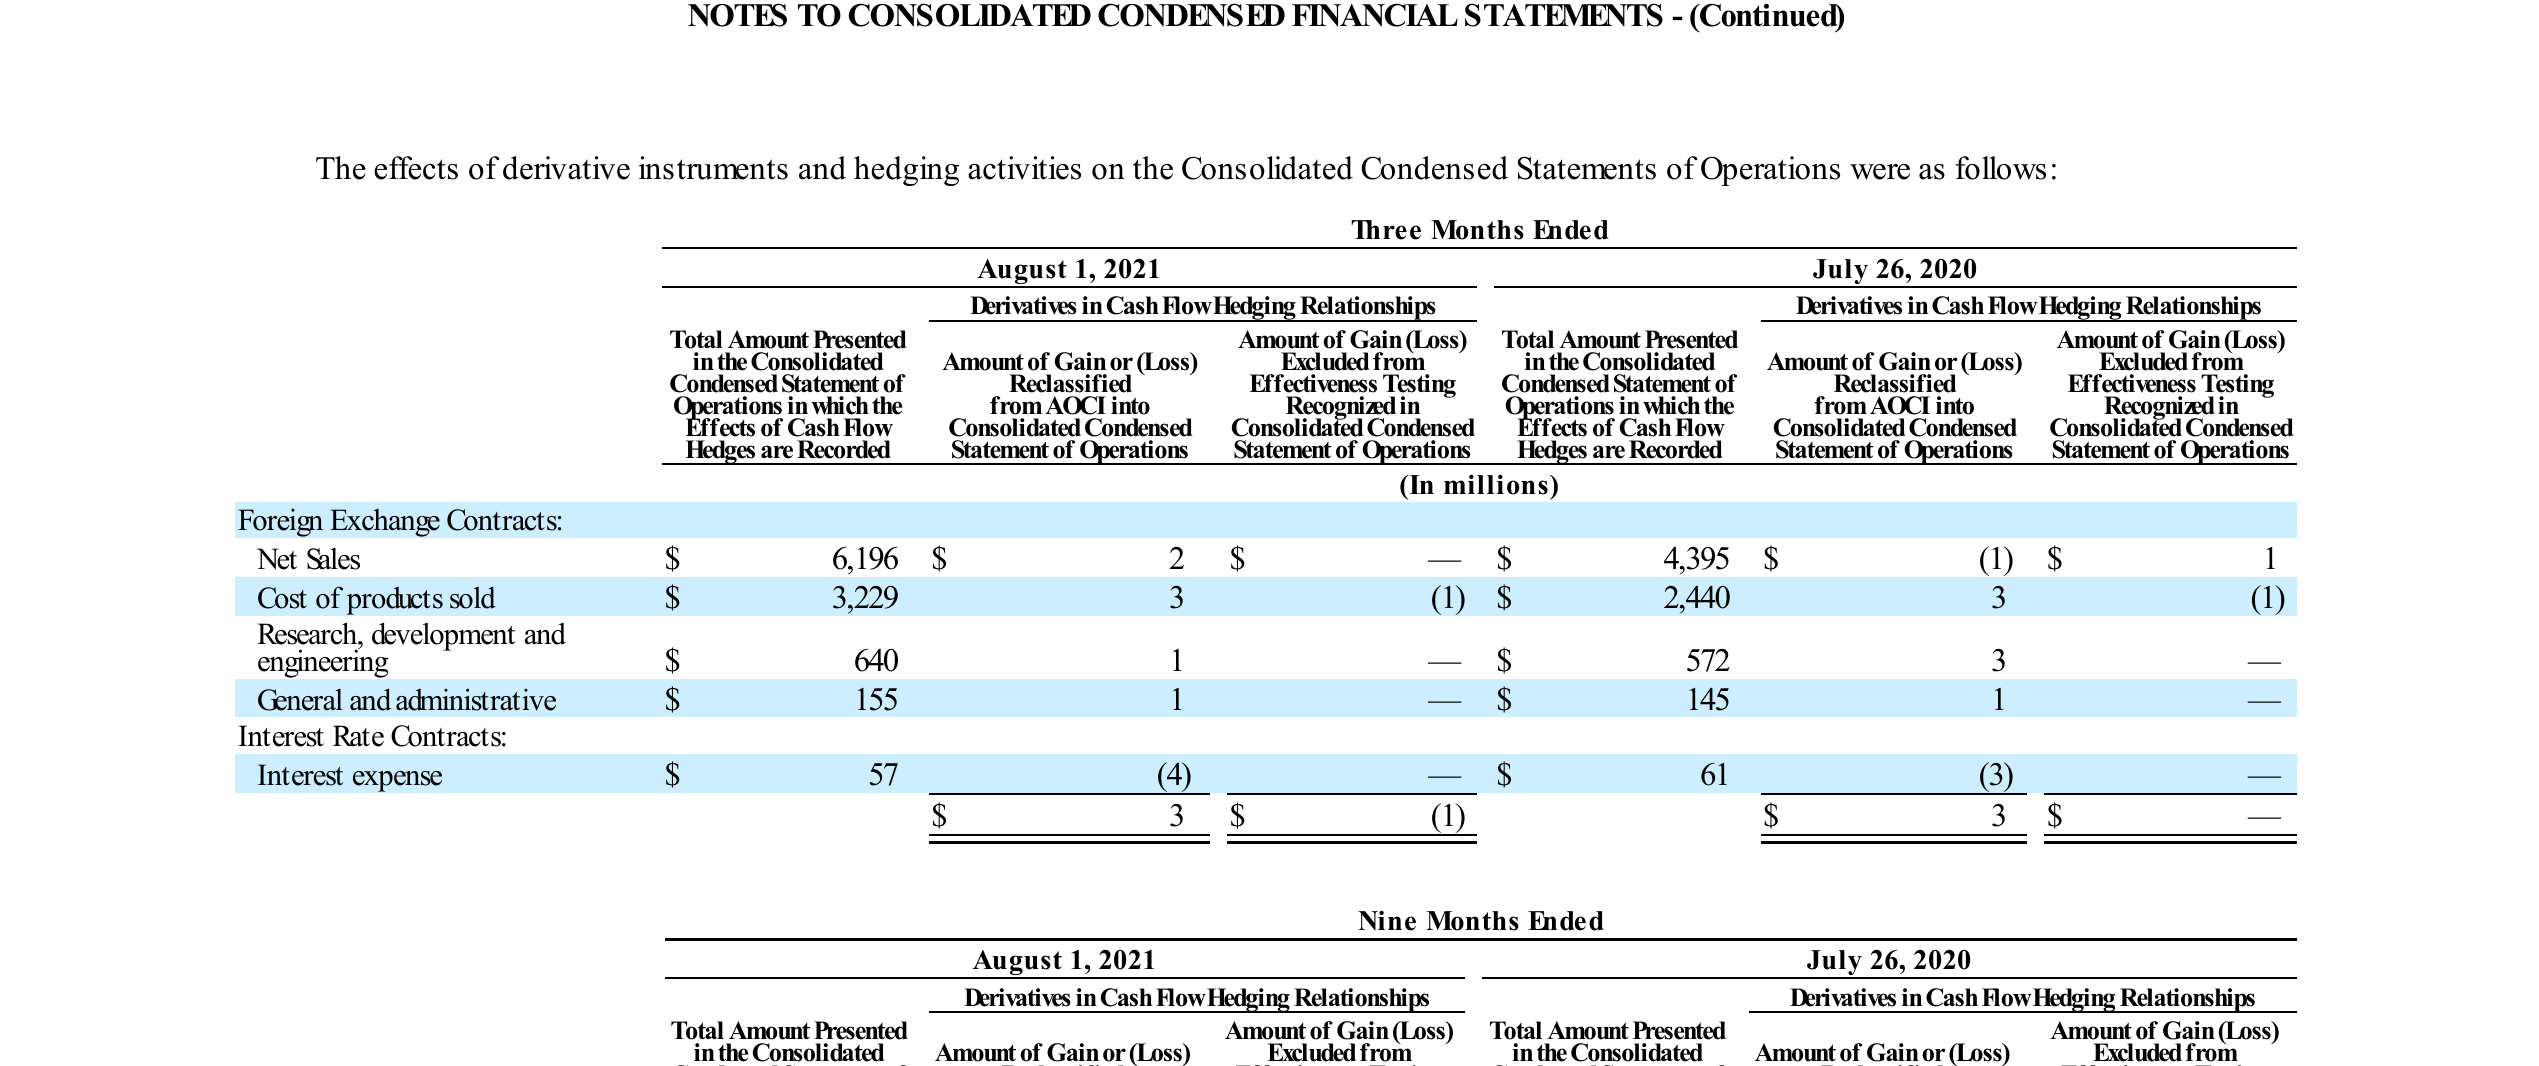 NOTES TO CONSOLIDATED CONDENSED FINANCIAL STATEMENTS - (Continued)
The effects of derivative instruments and hedging activities on the Consolidated Condensed Statements of Operations were as follows:
Three Months Ended
August 1, 2021 July 26, 2020
Derivatives in Cash Flow Hedging Relationships Derivatives in Cash Flow Hedging Relationships
Total Amount Presented Amount of Gain (Loss) Total Amount Presented Amount of Gain (Loss)
in the Consolidated Amount of Gain or (Loss) Excluded from in the Consolidated Amount of Gain or (Loss) Excluded from
Condensed Statement of Reclassified Effectiveness Testing Condensed Statement of Reclassified Effectiveness Testing
Operations in which the from AOCI into Recognized in Operations in which the from AOCI into Recognized in
Effects of Cash Flow Consolidated Condensed Consolidated Condensed Effects of Cash Flow Consolidated Condensed Consolidated Condensed
Hedges are Recorded Statement of Operations Statement of Operations Hedges are Recorded Statement of Operations Statement of Operations
(In millions)
Foreign Exchange Contracts:
Net Sales $ 6,196 $ 2 $ — $ 4,395 $ (1) $ 1
Cost of products sold $ 3,229 3 (1) $ 2,440 3 (1)
Research, development and
engineering $ 640 1 — $ 572 3 —
General and administrative $ 155 1 — $ 145 1 —
Interest Rate Contracts:
Interest expense $ 57 (4) — $ 61 (3) —
$ 3 $ (1) $ 3 $ —
Nine Months Ended
August 1, 2021 July 26, 2020
Derivatives in Cash Flow Hedging Relationships Derivatives in Cash Flow Hedging Relationships
Total Amount Presented Amount of Gain (Loss) Total Amount Presented Amount of Gain (Loss)
in the Consolidated Amount of Gain or (Loss) Excluded from in the Consolidated Amount of Gain or (Loss) Excluded from